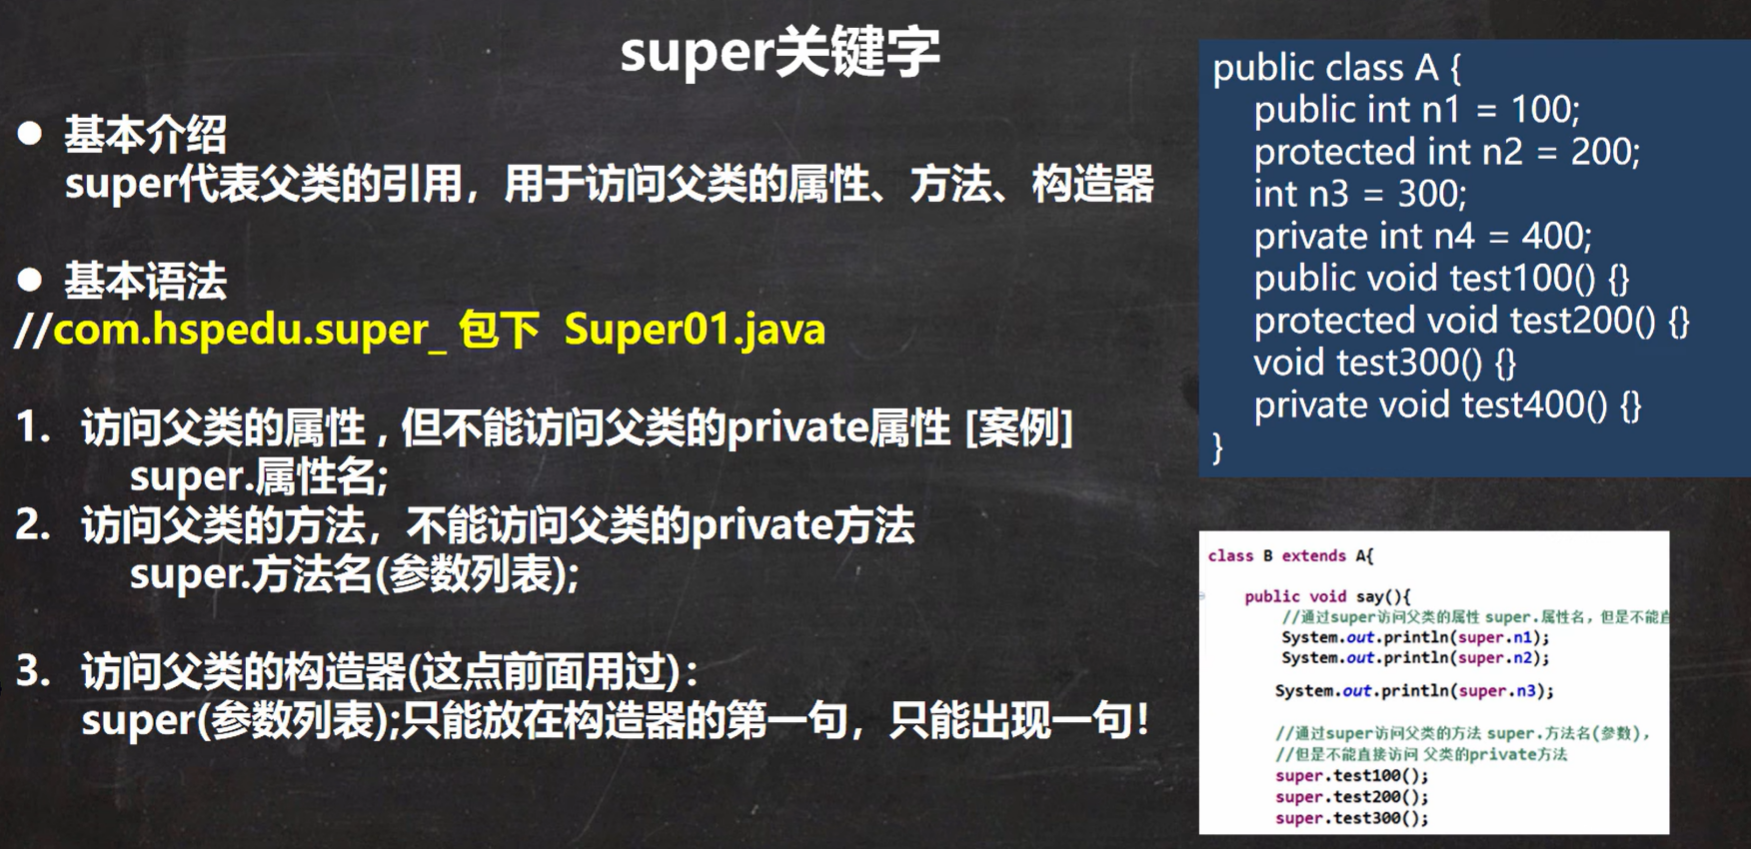 super关键字
● 基本介绍
super代表父类的引用，用于访问父类的属性、方法、构造器
● 基本语法
//com.hspedu.super_ 包下 Super01.java
1. 访问父类的属性 , 但不能访问父类的private属性 [案例]
super.属性名;
2. 访问父类的方法，不能访问父类的private方法
super.方法名(参数列表);
3. 访问父类的构造器(这点前面用过)：
super(参数列表);只能放在构造器的第一句，只能出现一句！
public class A {
public int n1 = 100;
protected int n2 = 200;
int n3 = 300;
private int n4 = 400;
public void test100() {}
protected void test200() {}
void test300() {}
private void test400() {}
}
class B extends A{
public void say(){
//通过super访问父类的属性 super.属性名，但是不能直
System.out.println(super.n1);
System.out.println(super.n2);
System.out.println(super.n3);
//通过super访问父类的方法 super.方法名(参数)，
//但是不能直接访问 父类的private方法
super.test100();
super.test200();
super.test300();